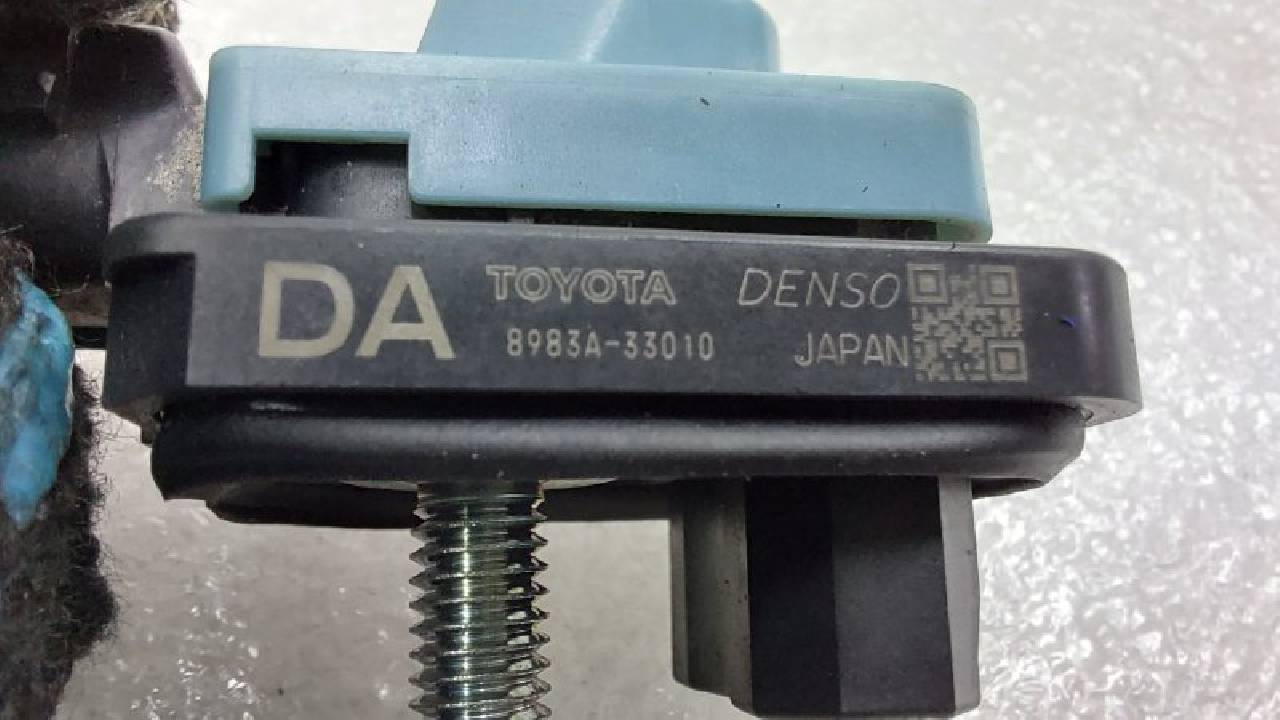 DA TOYOTA DENSO
8983A-33010 JAPAN